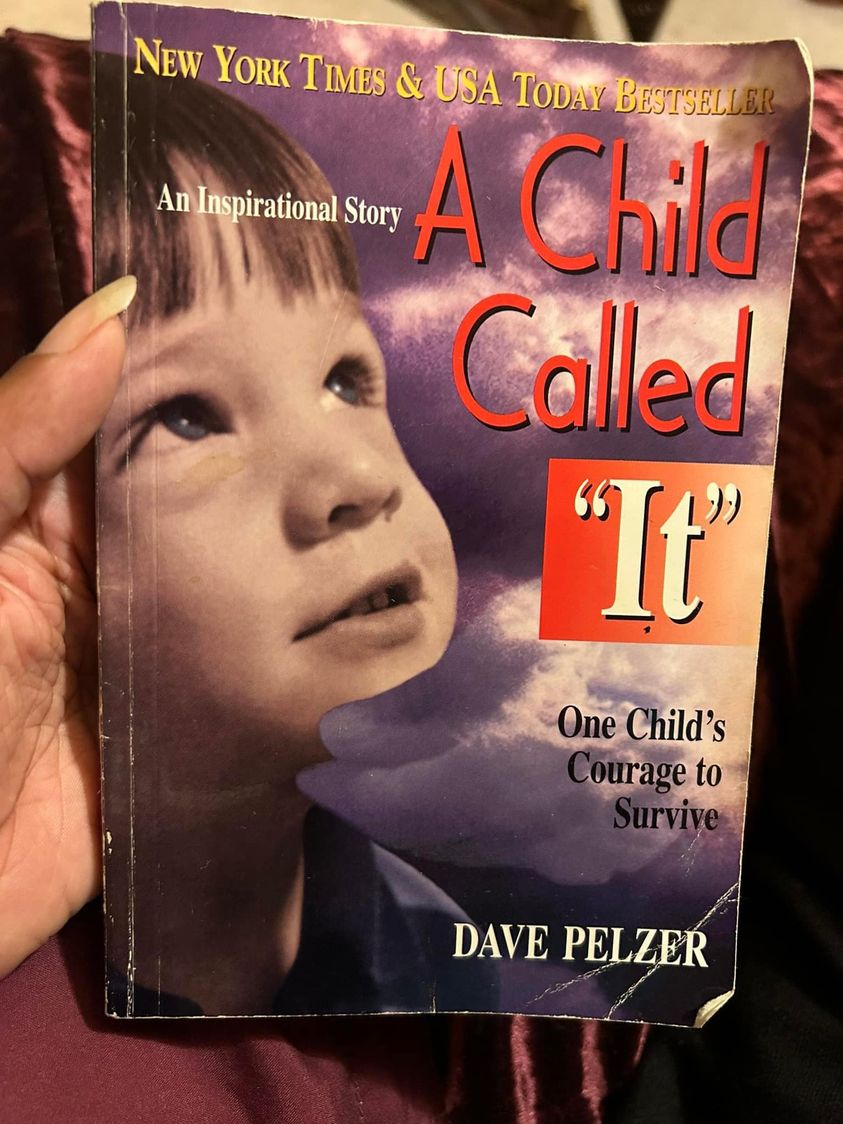 NEW YORK TIMES & USA TODAY BESTSELLER
An Inspirational Story
A Child
Called
“It”
One Child’s
Courage to
Survive
DAVE PELZER